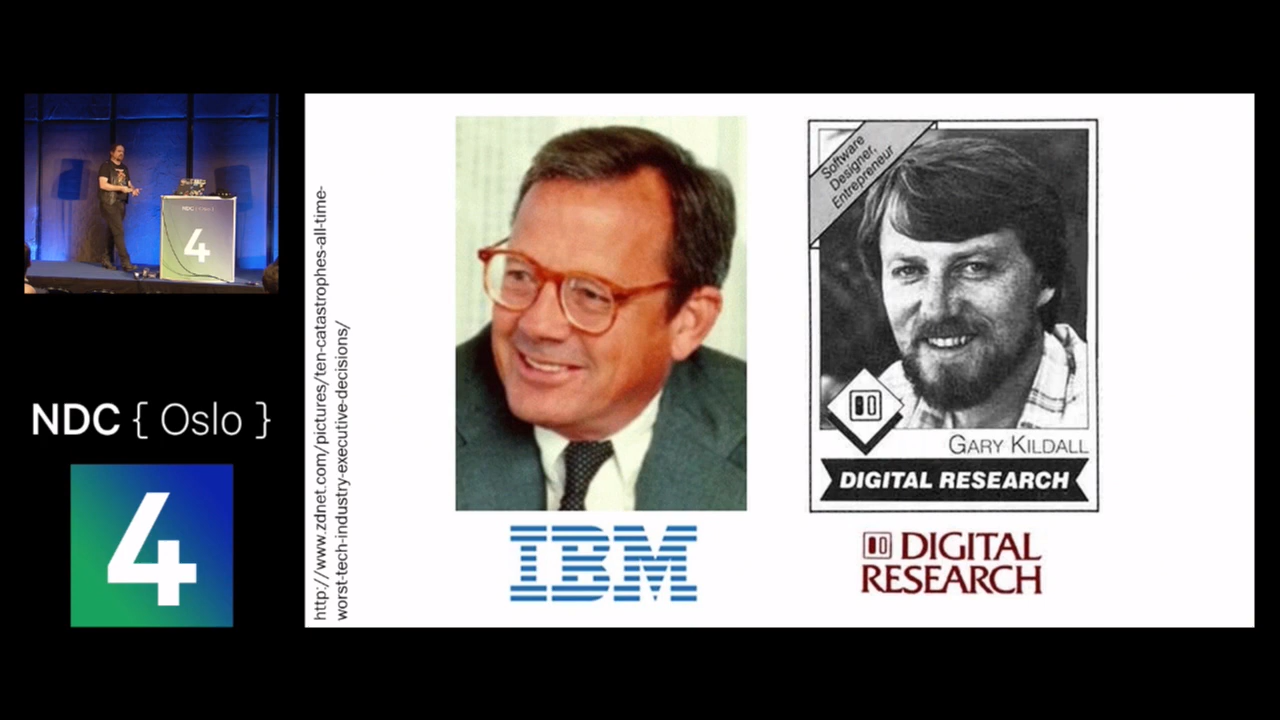 NDC { Oslo }
4
4
http://www.zdnet.com/pictures/ten-catastrophes-all-time-
worst-tech-industry-executive-decisions/
IBM
Software
Designer,
Entrepreneur
GARY KILDALL
DIGITAL RESEARCH
DIGITAL
RESEARCH